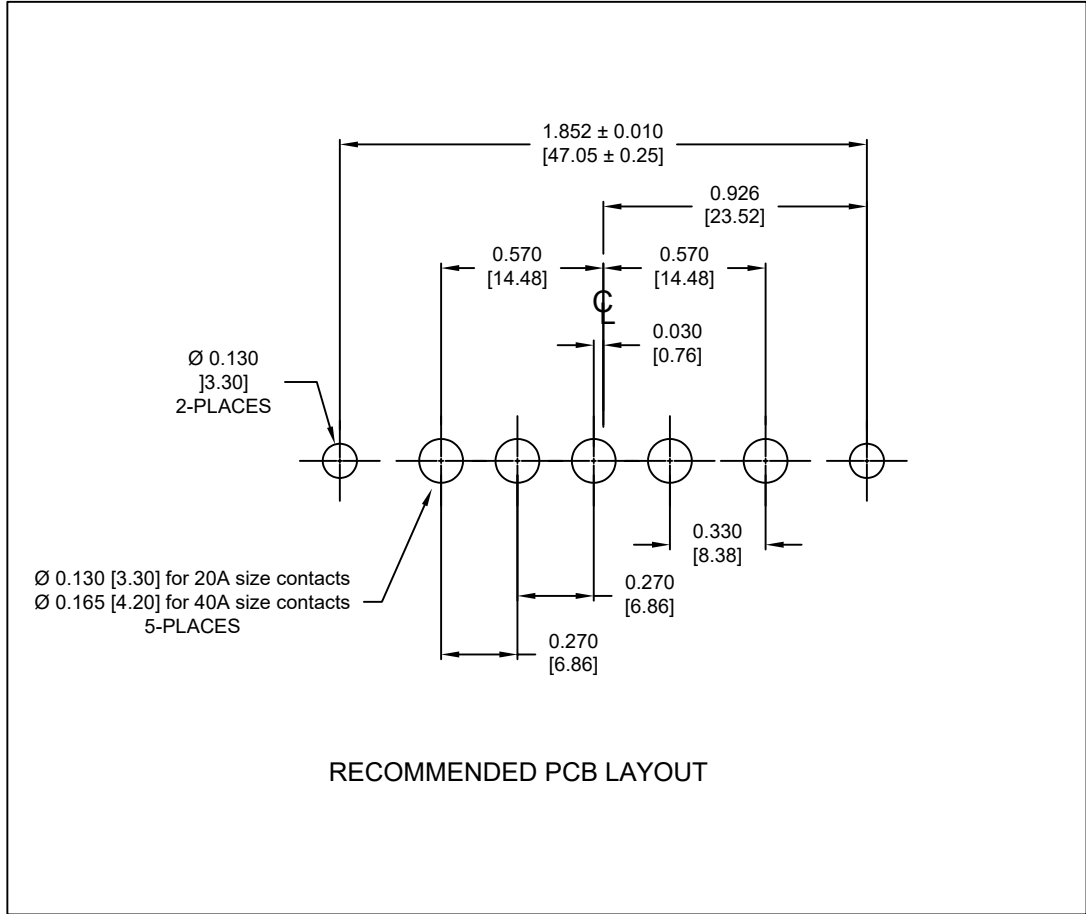 1.852 ± 0.010
[47.05 ± 0.25]
0.926
[23.52]
0.570
[14.48]
0.570
[14.48]
CL
0.030
[0.76]
Ø 0.130
]3.30]
2-PLACES
0.330
[8.38]
Ø 0.130 [3.30] for 20A size contacts
Ø 0.165 [4.20] for 40A size contacts
5-PLACES
0.270
[6.86]
0.270
[6.86]
RECOMMENDED PCB LAYOUT